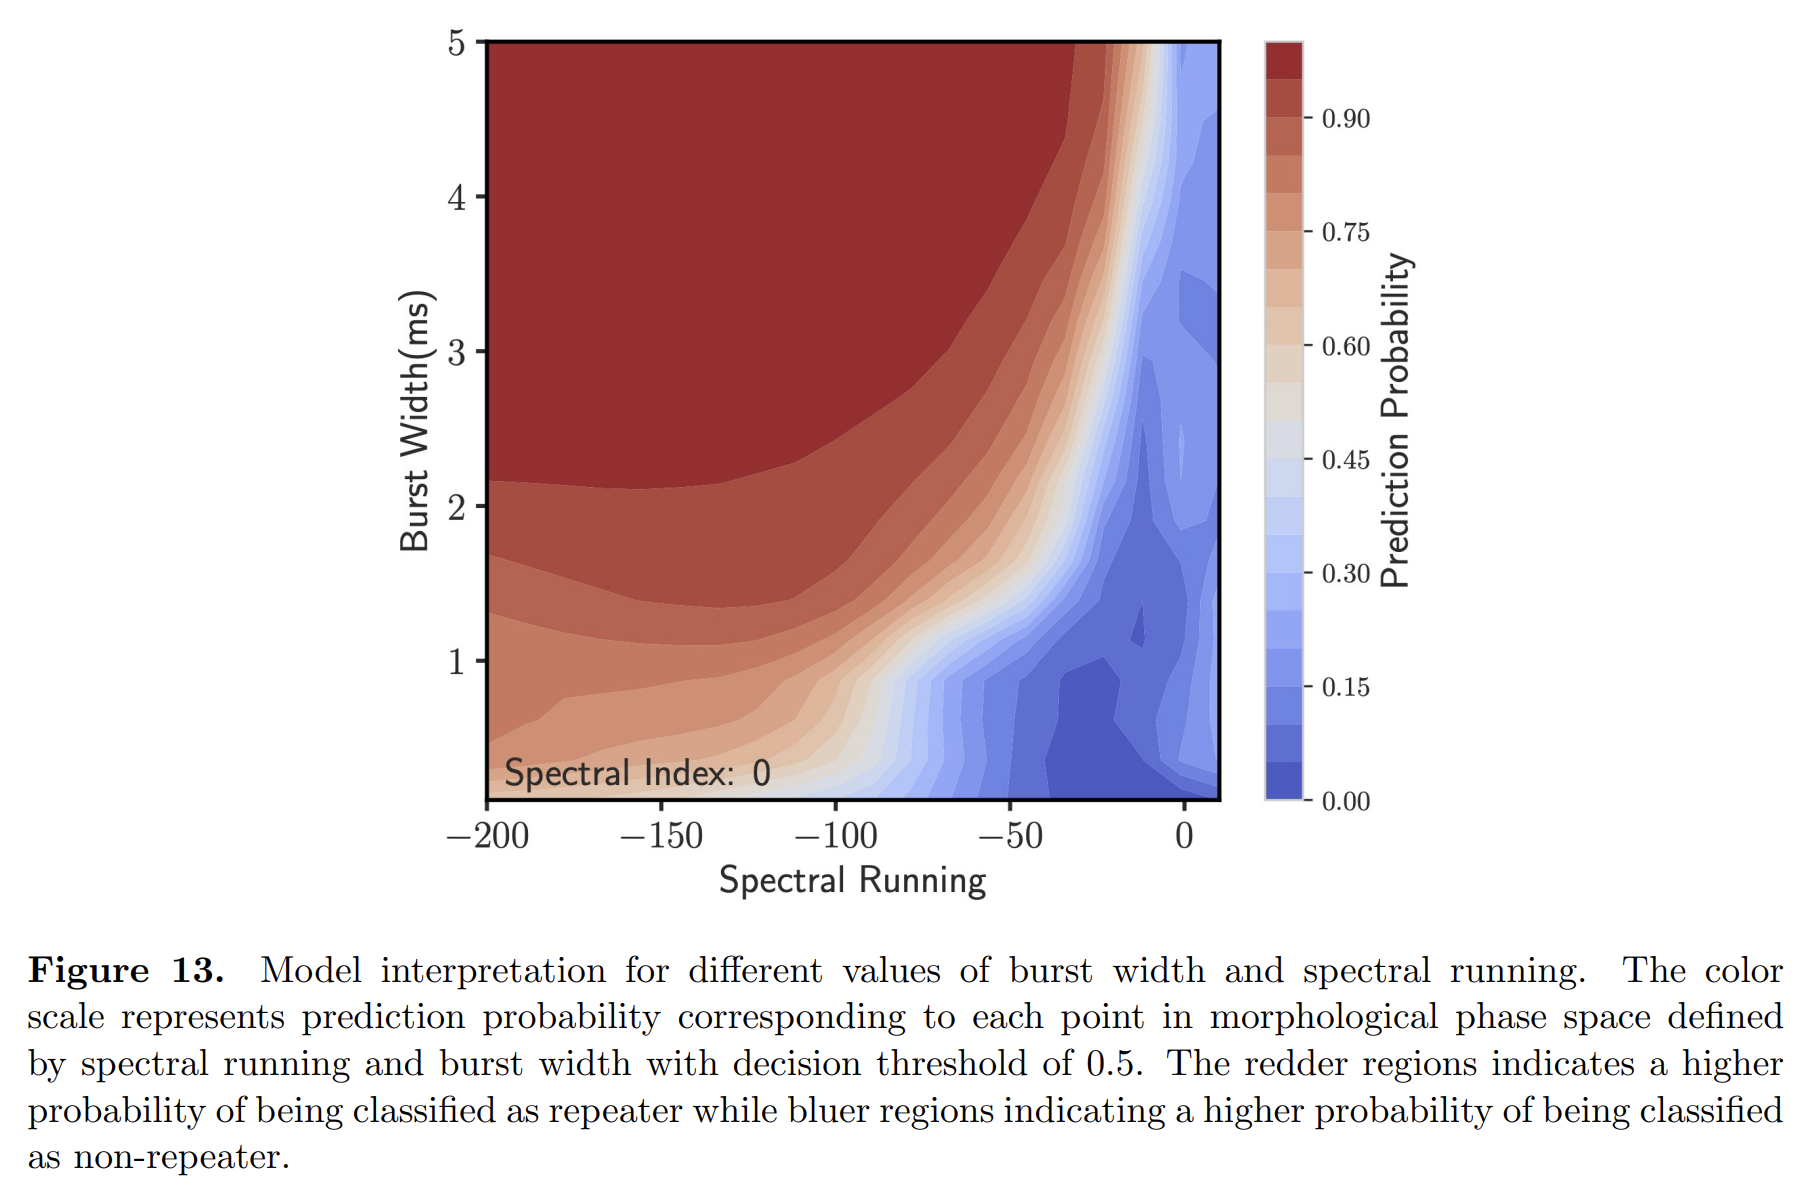 5
4
3
2
1
Burst Width(ms)
Spectral Index: 0
−200 −150 −100 −50 0
Spectral Running
0.90
0.75
0.60
0.45
0.30
0.15
0.00
Prediction Probability
Figure 13. Model interpretation for different values of burst width and spectral running. The color
scale represents prediction probability corresponding to each point in morphological phase space defined
by spectral running and burst width with decision threshold of 0.5. The redder regions indicates a higher
probability of being classified as repeater while bluer regions indicating a higher probability of being classified
as non-repeater.